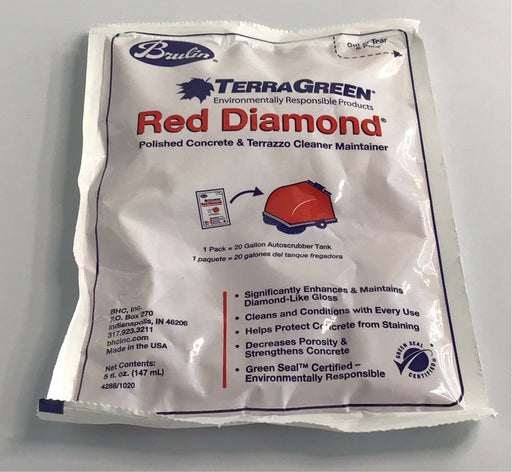 Brulin
Cut or Tear
TERRAGREEN®
Environmentally Responsible Products
Red Diamond®
Polished Concrete & Terrazzo Cleaner Maintainer
1 Pack = 20 Gallon Autoscrubber Tank
1 paquete = 20 galones del tanque fregadora
• Significantly Enhances & Maintains
Diamond-Like Gloss
• Cleans and Conditions with Every Use
• Helps Protect Concrete from Staining
• Decreases Porosity &
Strengthens Concrete
• Green Seal™ Certified –
Environmentally Responsible
BHC, Inc.
P.O. Box 270
Indianapolis, IN 46206
317.923.3211
bhcinc.com
Made in the USA
Net Contents:
5 fl. oz. (147 mL)
4288/1020
GREEN SEAL™
CERTIFIED